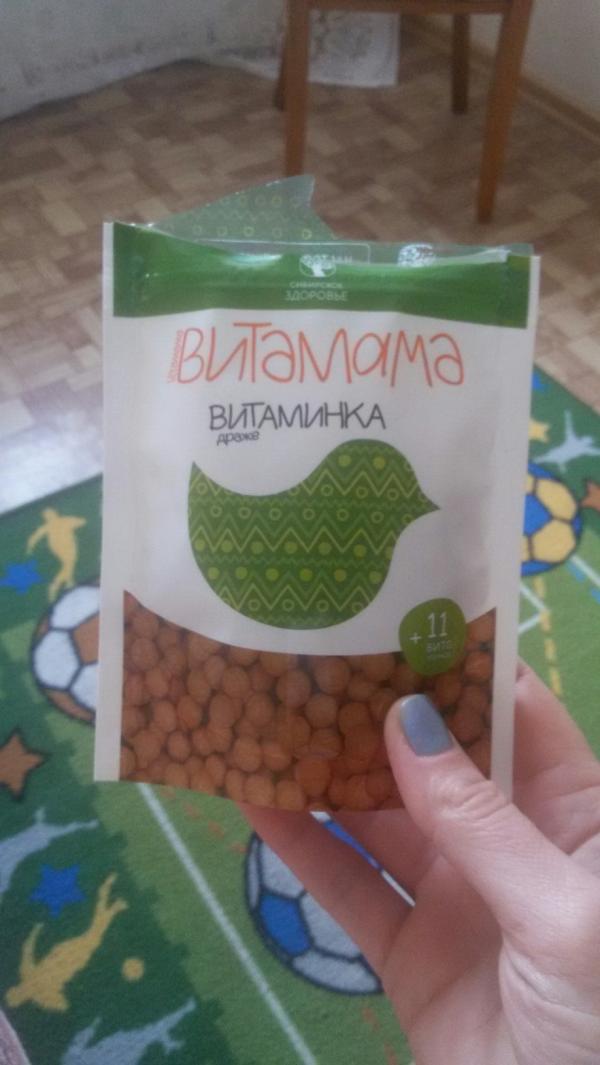 СИБИРСКОЕ
ЗДОРОВЬЕ
ВИТАМАМА
ВИТАМИНКА
драже
+ 11